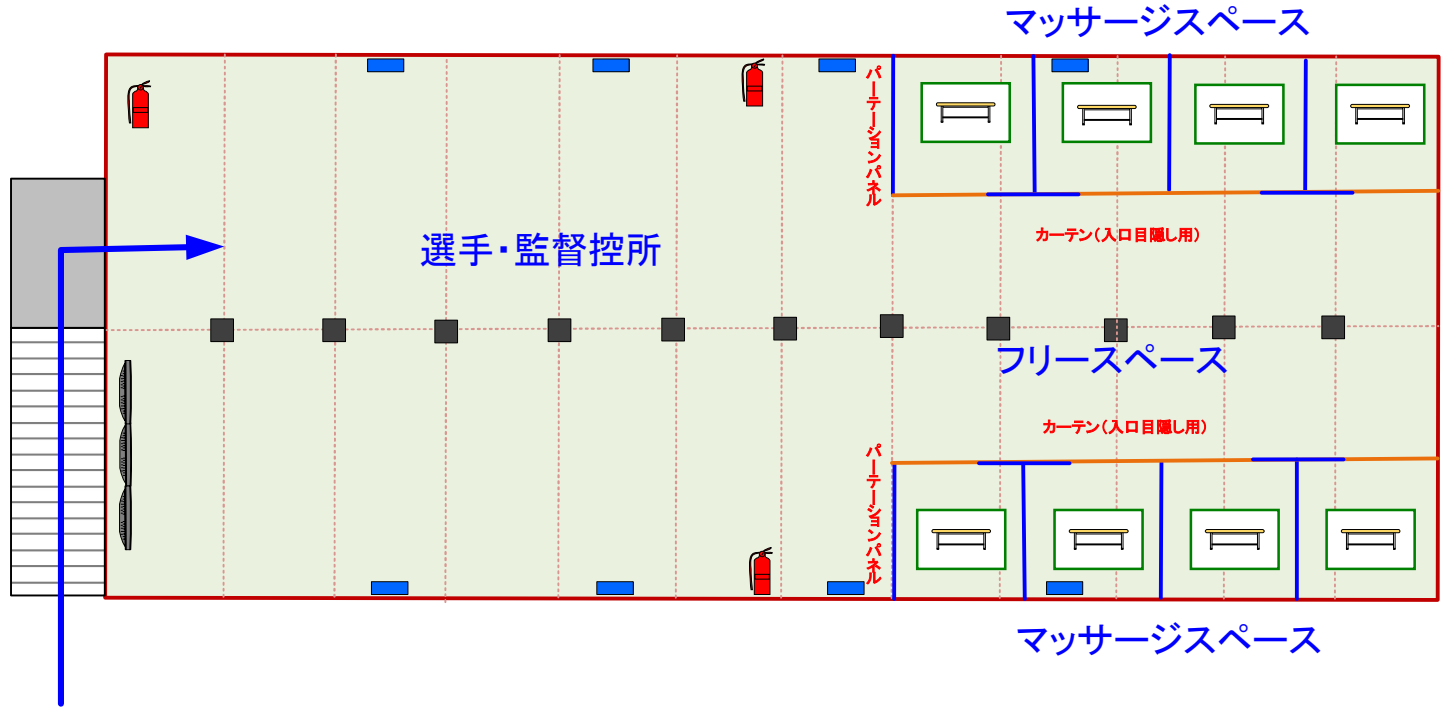 マッサージスペース
パーテーションパネル
選手・監督控所
カーテン(入口目隠し用)
フリースペース
カーテン(入口目隠し用)
パーテーションパネル
マッサージスペース